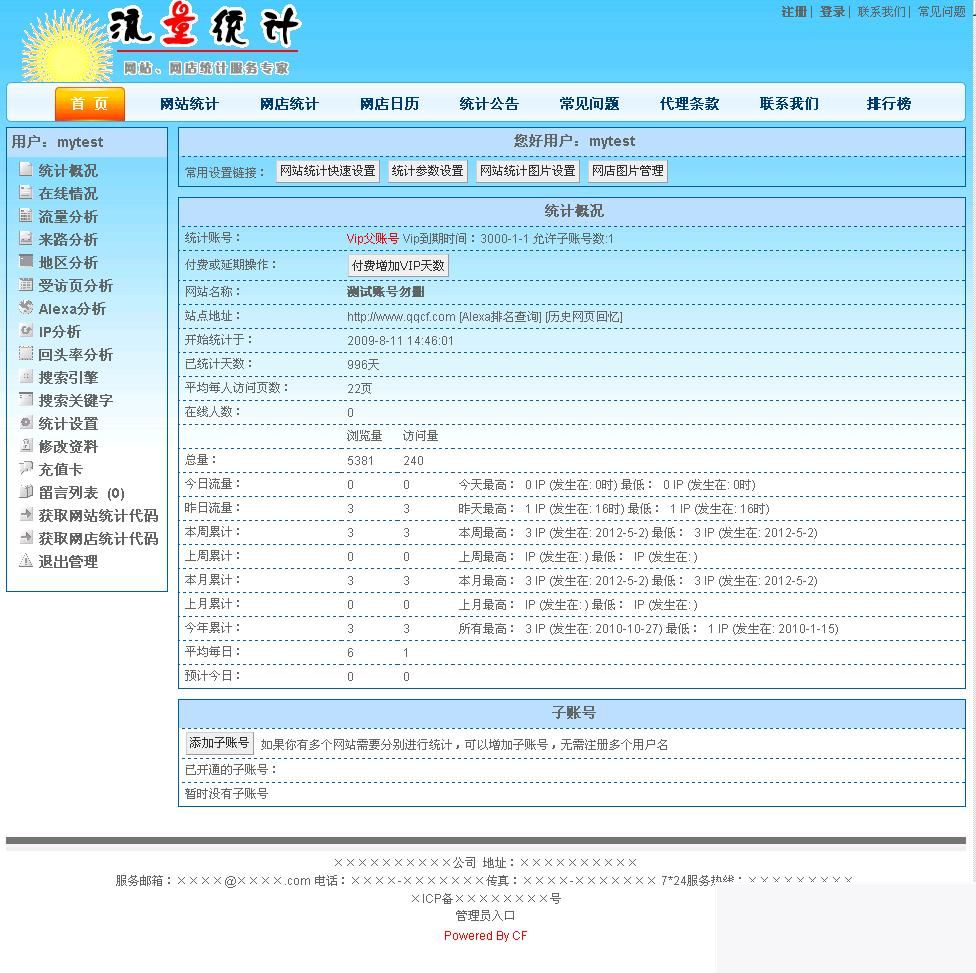 注册| 登录| 联系我们| 常见问题
流量统计
网站、网店统计服务专家
首 页 网站统计 网店统计 网店日历 统计公告 常见问题 代理条款 联系我们 排行榜
用户：mytest
统计概况
在线情况
流量分析
来路分析
地区分析
受访页分析
Alexa分析
IP分析
回头率分析
搜索引擎
搜索关键字
统计设置
修改资料
充值卡
留言列表 (0)
获取网站统计代码
获取网店统计代码
退出管理
您好用户：mytest
常用设置链接： 网站统计快速设置 统计参数设置 网站统计图片设置 网店图片管理
统计概况
统计账号： Vip父账号 Vip到期时间：3000-1-1 允许子账号数:1
付费或延期操作： 付费增加VIP天数
网站名称： 测试账号勿删
站点地址： http://www.qqcf.com [Alexa排名查询] [历史网页回忆]
开始统计于： 2009-8-11 14:46:01
已统计天数： 996天
平均每人访问页数： 22页
在线人数： 0
浏览量 访问量
总量： 5381 240
今日流量： 0 0 今天最高： 0 IP (发生在: 0时) 最低： 0 IP (发生在: 0时)
昨日流量： 3 3 昨天最高： 1 IP (发生在: 16时) 最低： 1 IP (发生在: 16时)
本周累计： 3 3 本周最高： 3 IP (发生在: 2012-5-2) 最低： 3 IP (发生在: 2012-5-2)
上周累计： 0 0 上周最高： IP (发生在: ) 最低： IP (发生在: )
本月累计： 3 3 本月最高： 3 IP (发生在: 2012-5-2) 最低： 3 IP (发生在: 2012-5-2)
上月累计： 0 0 上月最高： IP (发生在: ) 最低： IP (发生在: )
今年累计： 3 3 所有最高： 3 IP (发生在: 2010-10-27) 最低： 1 IP (发生在: 2010-1-15)
平均每日： 6 1
预计今日： 0 0
子账号
添加子账号 如果你有多个网站需要分别进行统计，可以增加子账号，无需注册多个用户名
已开通的子账号：
暂时没有子账号
××××××××××公司 地址：××××××××××
服务邮箱：××××@××××.com 电话：××××-×××××××传真：××××-××××××× 7*24服务热线：×××××××××
×ICP备××××××××号
管理员入口
Powered By CF